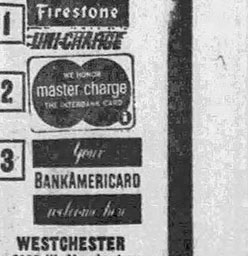 1
Firestone
UNI-CHARGE
2
WE HONOR
master charge
THE INTERBANK CARD
i
3
Your
BANKAMERICARD
welcome here
WESTCHESTER